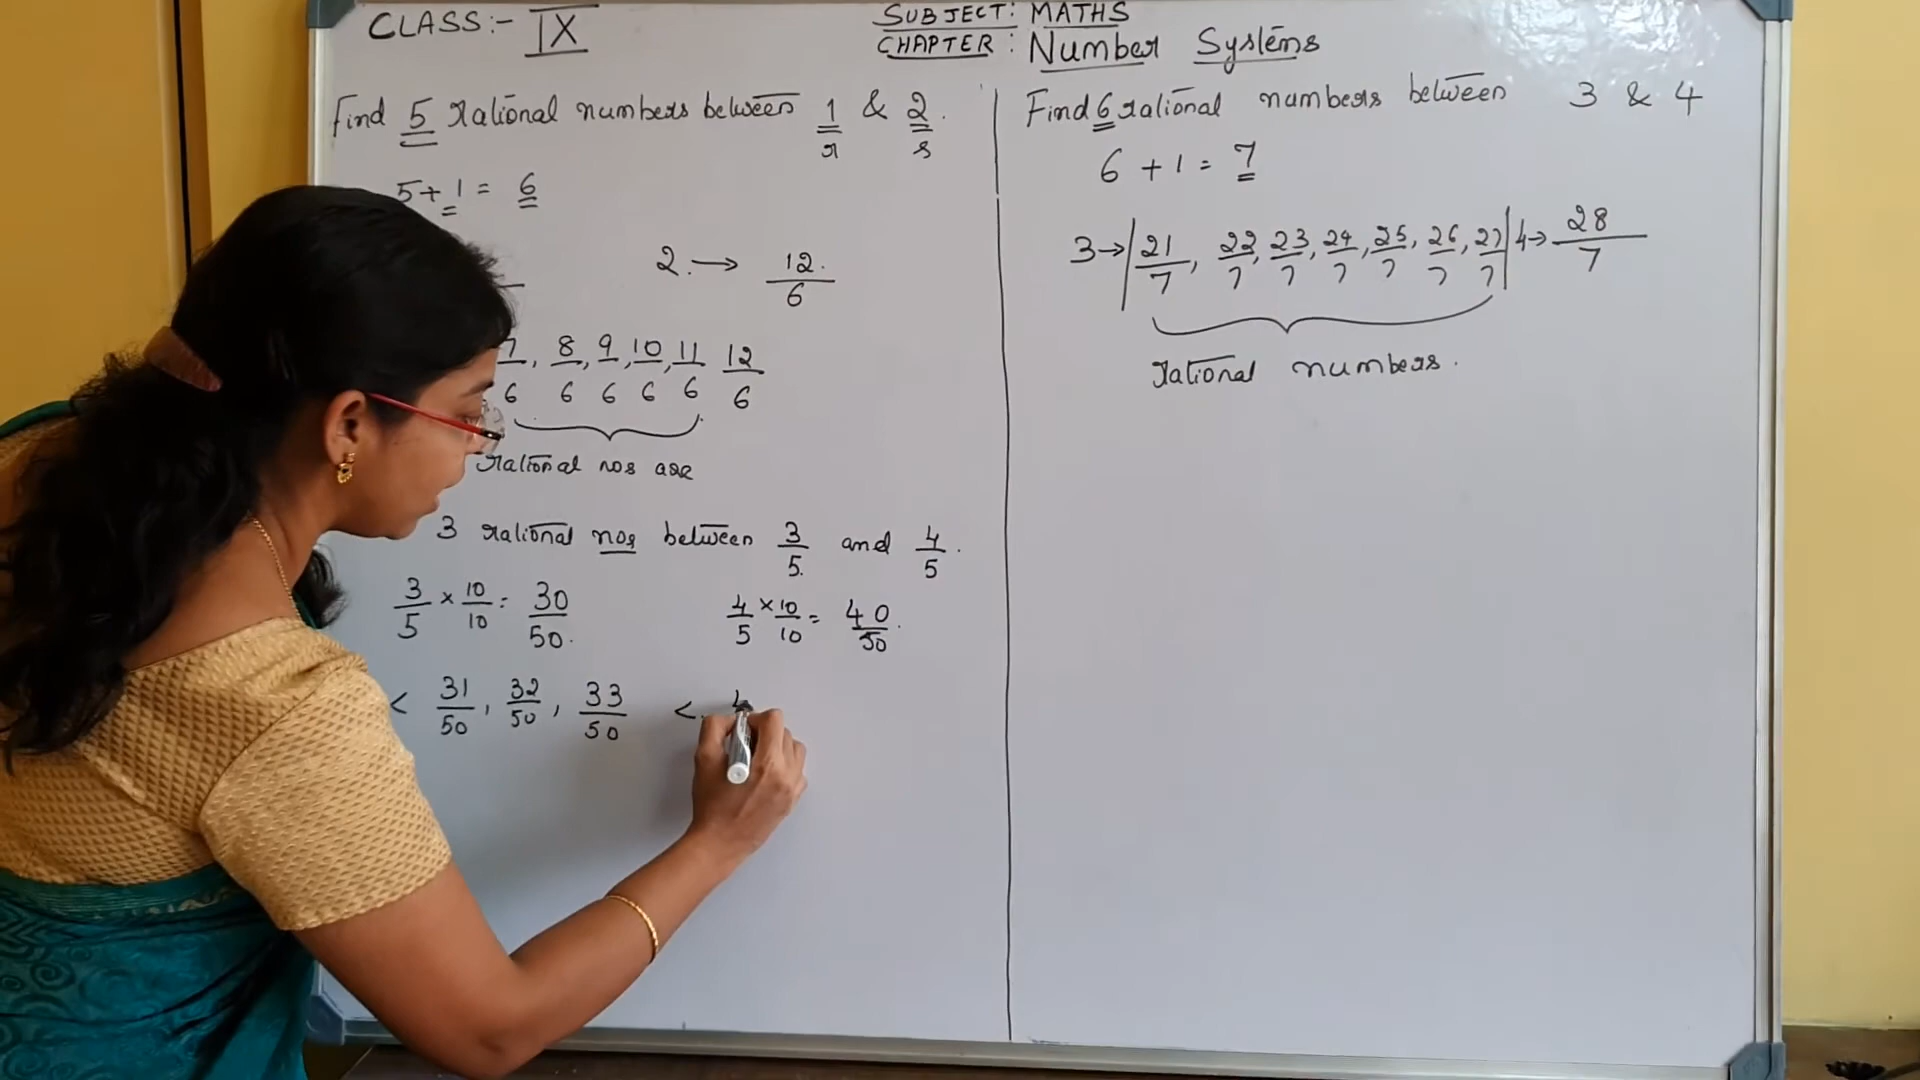 CLASS:- IX
SUBJECT: MATHS
CHAPTER: Number Systems
Find 5 rational numbers between 1 & 2.
r s
5+1 = 6
2. → 12./6
7/6, 8/6, 9/6, 10/6, 11/6 12/6
rational nos are
3 rational nos between 3/5. and 4/5.
3/5 × 10/10 = 30/50. 4/5 × 10/10 = 40/50.
< 31/50, 32/50, 33/50 < 4
Find 6 rational numbers between 3 & 4
6 + 1 = 7
3→| 21/7, 22/7, 23/7, 24/7, 25/7, 26/7, 27/7 | 4→ 28/7
rational numbers.